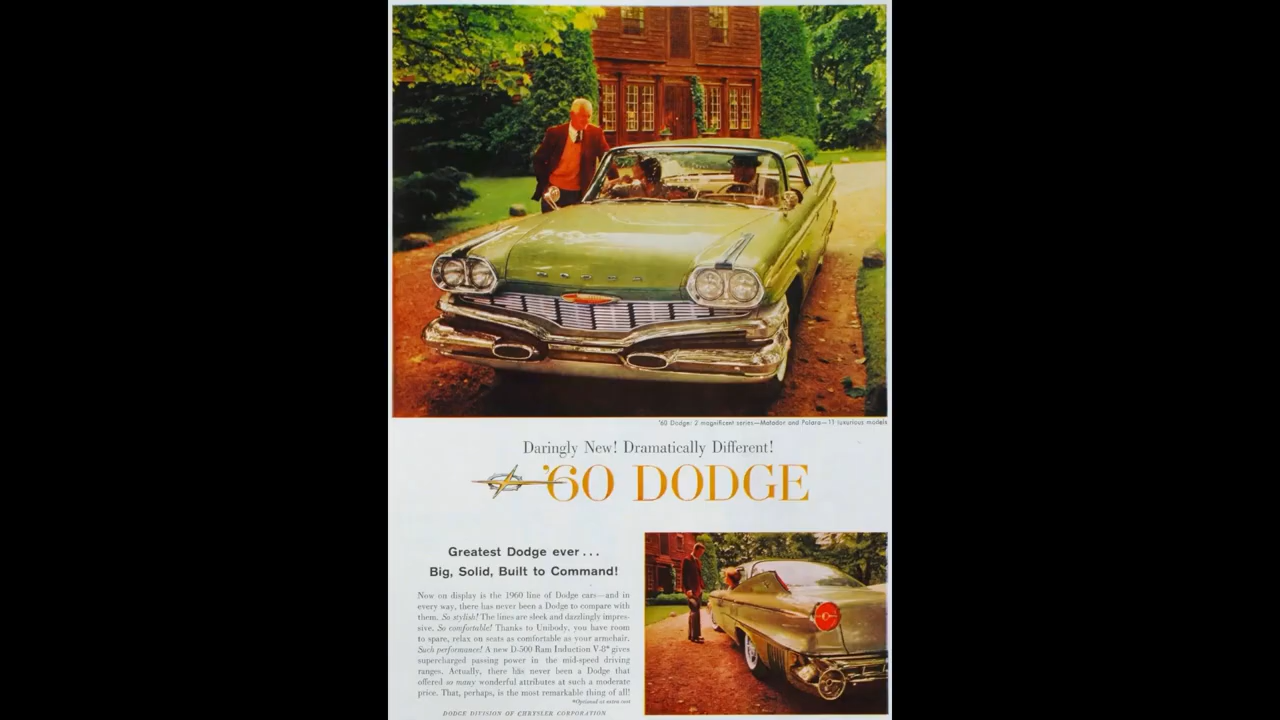 DODGE
'60 Dodge: 2 magnificent series—Matador and Polara—11 luxurious models
Daringly New! Dramatically Different!
'60 DODGE
Greatest Dodge ever . . .
Big, Solid, Built to Command!
Now on display is the 1960 line of Dodge cars—and in
every way, there has never been a Dodge to compare with
them. So stylish! The lines are sleek and dazzlingly impres-
sive. So comfortable! Thanks to Unibody, you have room
to spare, relax on seats as comfortable as your armchair.
Such performance! A new D-500 Ram Induction V-8* gives
supercharged passing power in the mid-speed driving
ranges. Actually, there has never been a Dodge that
offered so many wonderful attributes at such a moderate
price. That, perhaps, is the most remarkable thing of all!
*Optional at extra cost
DODGE DIVISION OF CHRYSLER CORPORATION